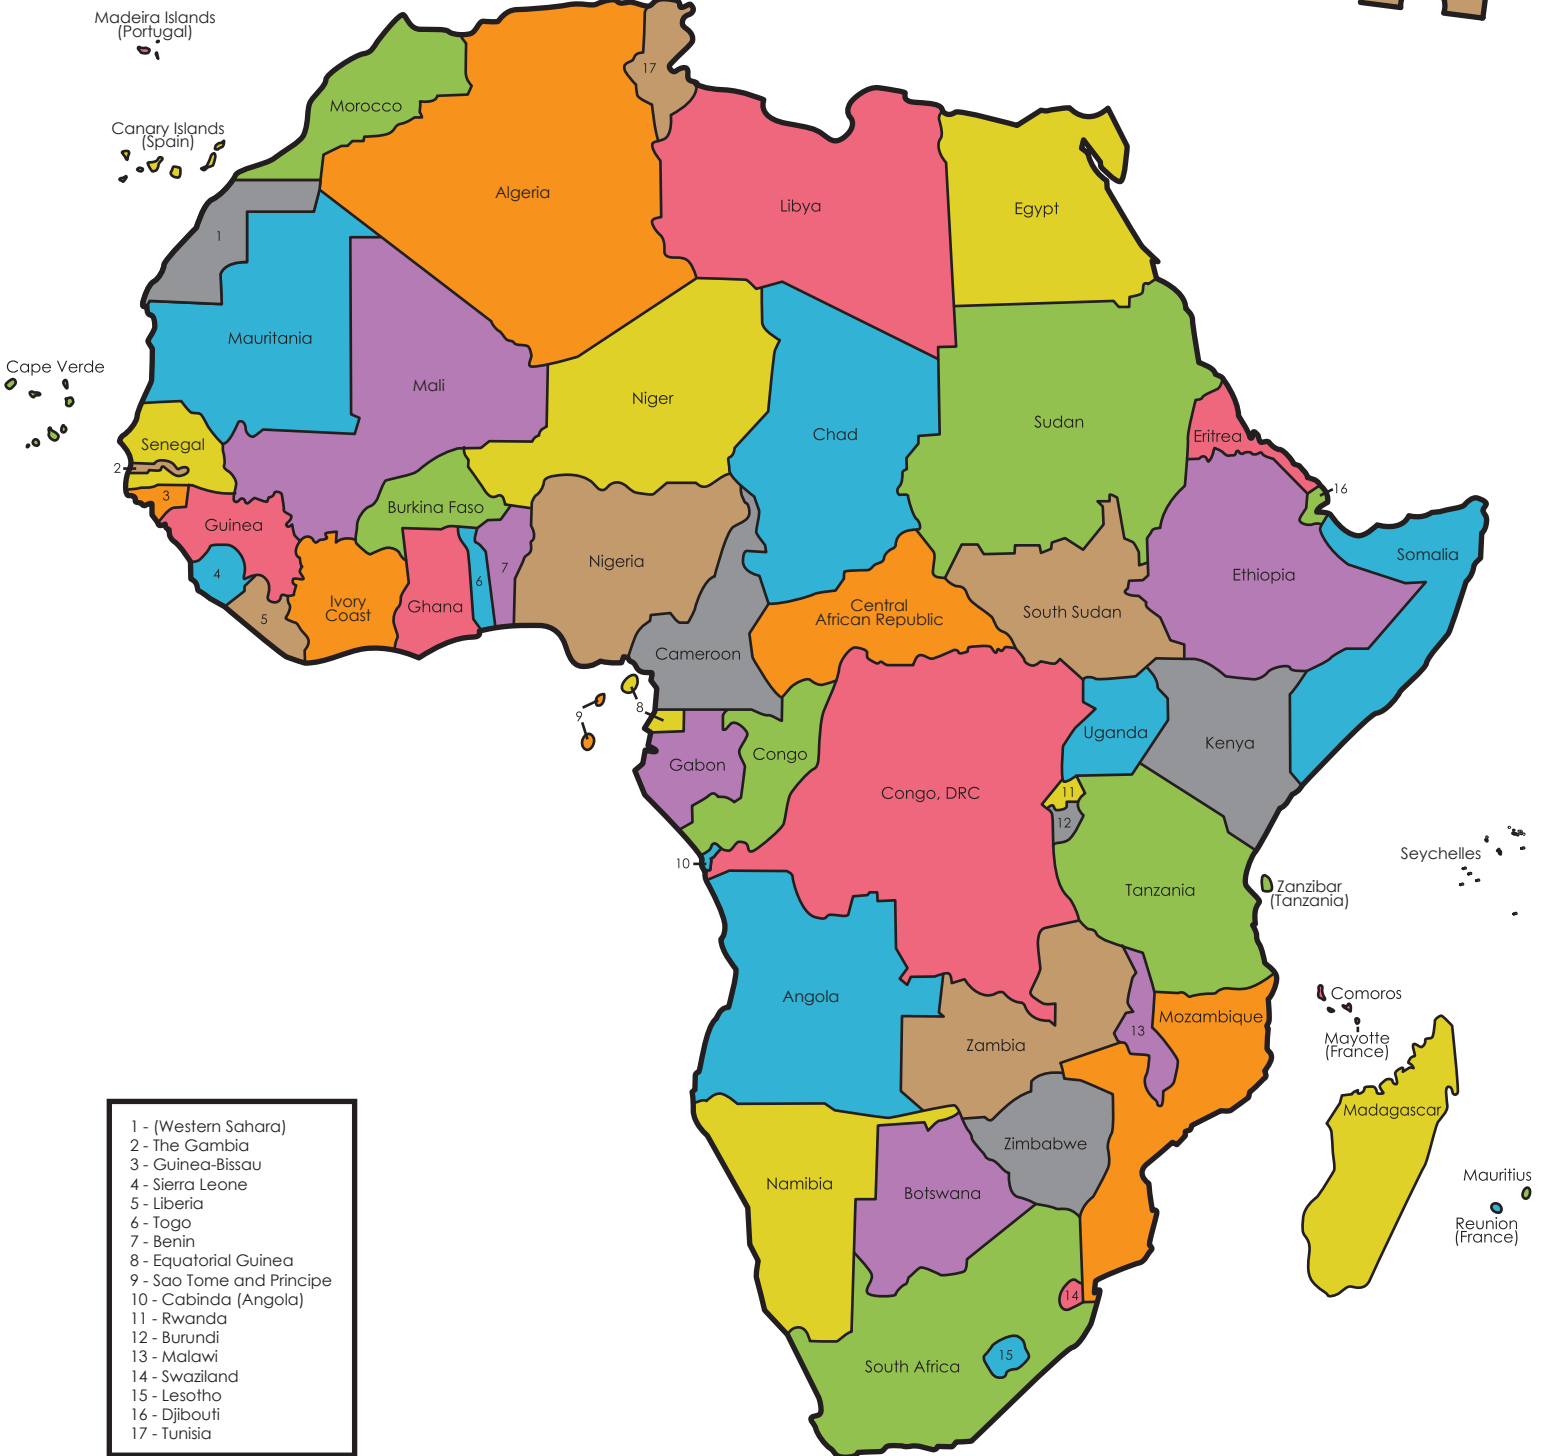 Madeira Islands
(Portugal)
17
Morocco
Canary Islands
(Spain)
Algeria
Libya
Egypt
1
Mauritania
Cape Verde
Mali
Niger
Sudan
Chad
Eritrea
Senegal
2
16
3
Burkina Faso
Guinea
Somalia
Nigeria
7
4
6
Ethiopia
Ivory
Coast
Ghana
Central
African Republic
South Sudan
5
Cameroon
8
9
Uganda
Kenya
Congo
Gabon
Congo, DRC
11
12
Seychelles
10
Tanzania
Zanzibar
(Tanzania)
Angola
Comoros
Mozambique
13
Mayotte
(France)
Zambia
Madagascar
Zimbabwe
Mauritius
Namibia
Botswana
Reunion
(France)
14
15
South Africa
1 - (Western Sahara)
2 - The Gambia
3 - Guinea-Bissau
4 - Sierra Leone
5 - Liberia
6 - Togo
7 - Benin
8 - Equatorial Guinea
9 - Sao Tome and Principe
10 - Cabinda (Angola)
11 - Rwanda
12 - Burundi
13 - Malawi
14 - Swaziland
15 - Lesotho
16 - Djibouti
17 - Tunisia